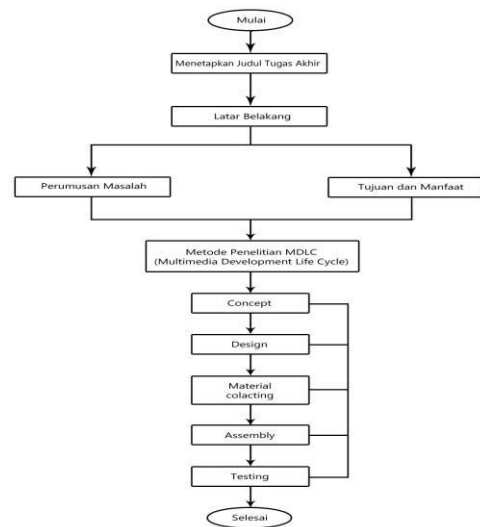 Mulai
Menetapkan Judul Tugas Akhir
Latar Belakang
Perumusan Masalah
Tujuan dan Manfaat
Metode Penelitian MDLC
(Multimedia Development Life Cycle)
Concept
Design
Material
colacting
Assembly
Testing
Selesai